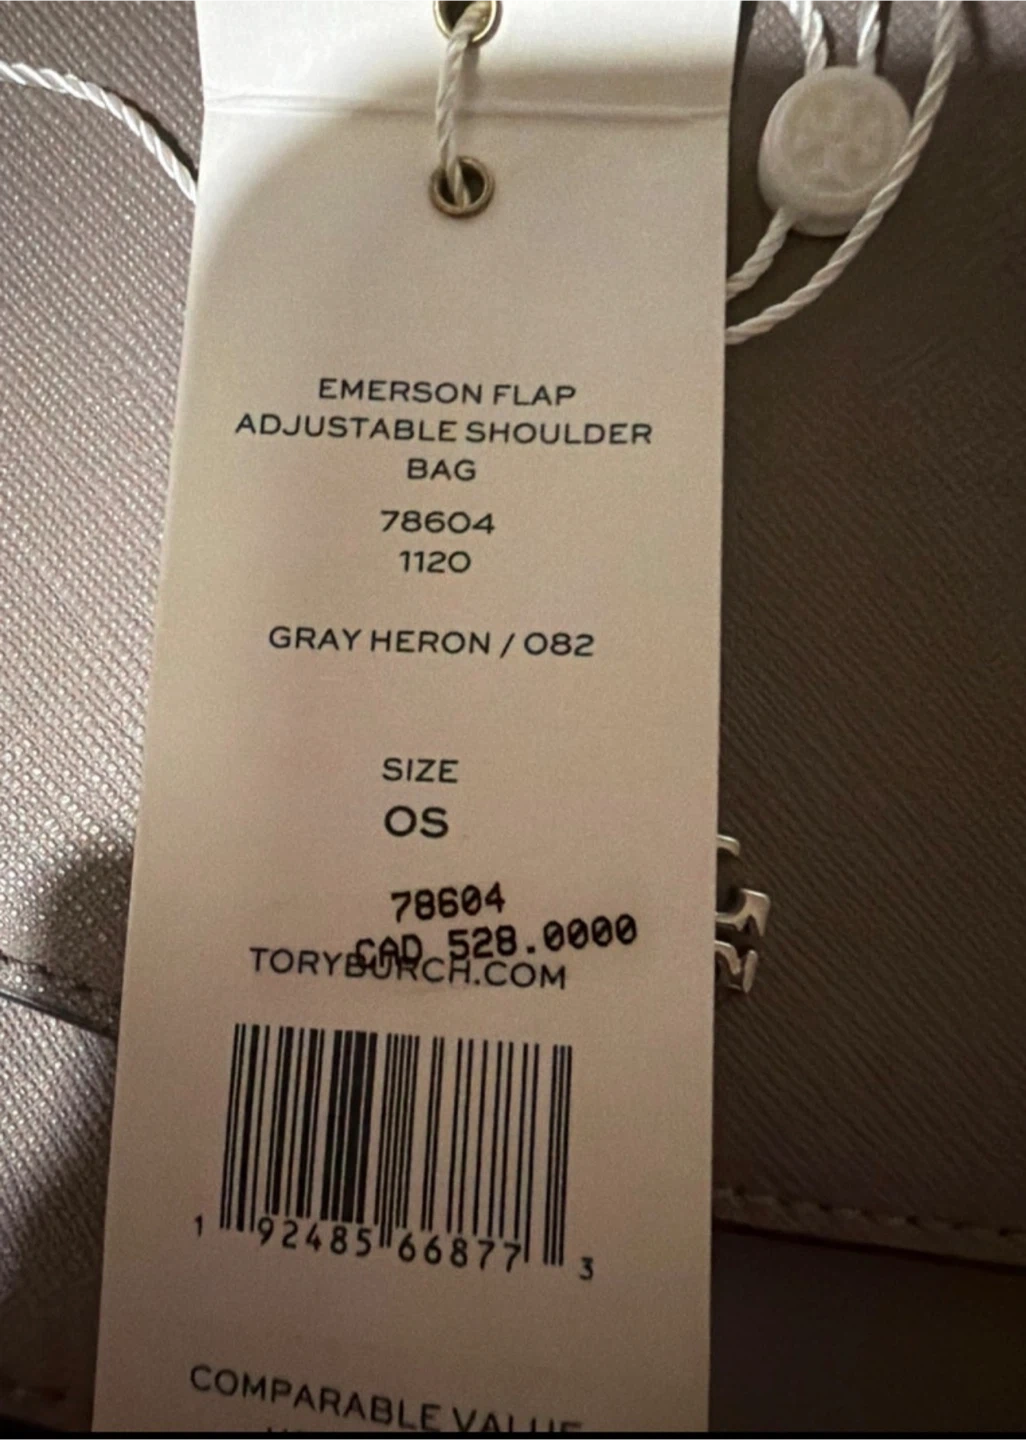 EMERSON FLAP
ADJUSTABLE SHOULDER
BAG
78604
1120
GRAY HERON / 082
SIZE
OS
78604
CAD 528.0000
TORYBURCH.COM
1 92485 66877 3
COMPARABLE VALUE